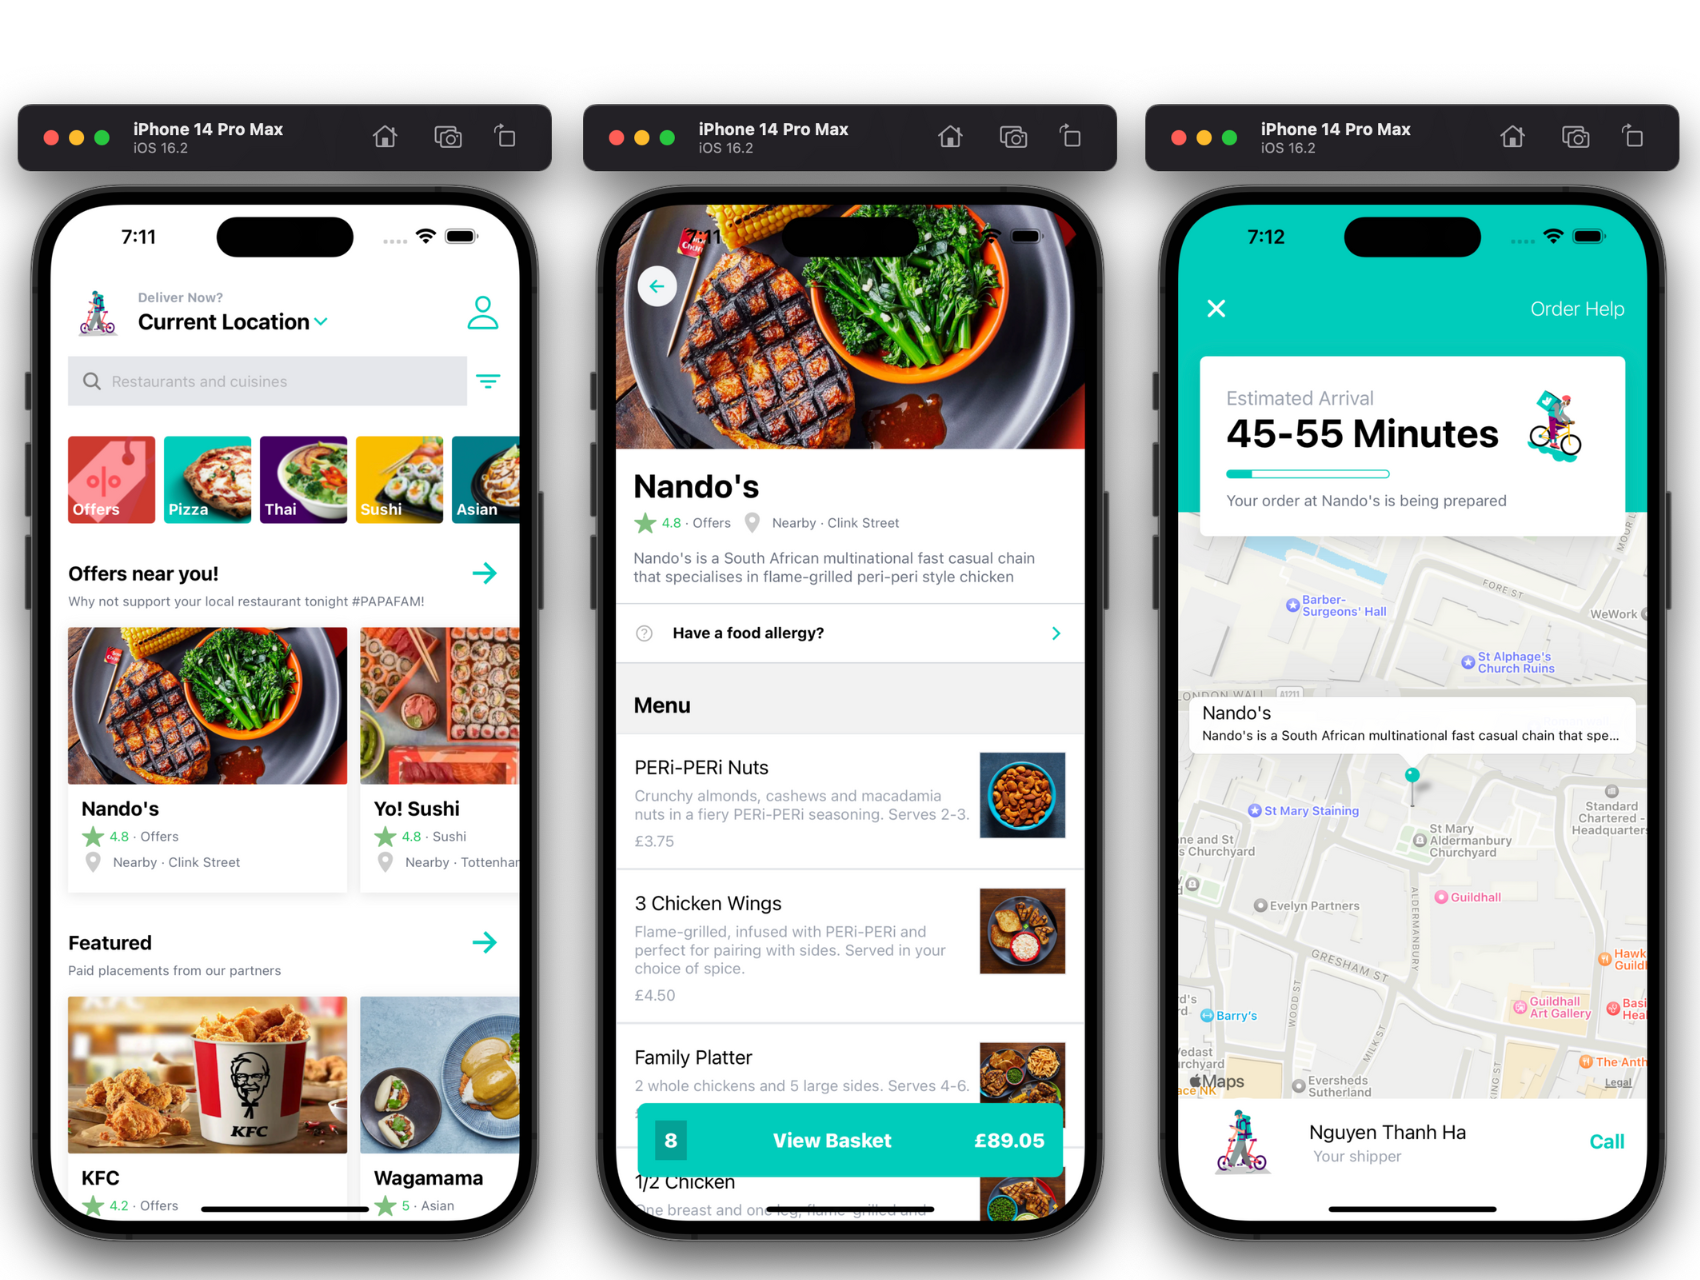 iPhone 14 Pro Max
iOS 16.2
7:11
Deliver Now?
Current Location
Restaurants and cuisines
Offers
Pizza
Thai
Sushi
Asian
Offers near you!
Why not support your local restaurant tonight #PAPAFAM!
Nando's
4.8 · Offers
Nearby · Clink Street
Yo! Sushi
4.8 · Sushi
Nearby · Tottenhar
Featured
Paid placements from our partners
KFC
KFC
KFC
4.2 · Offers
Wagamama
5 · Asian
iPhone 14 Pro Max
iOS 16.2
7:11
Nando's
4.8 · Offers
Nearby · Clink Street
Nando's is a South African multinational fast casual chain
that specialises in flame-grilled peri-peri style chicken
Have a food allergy?
Menu
PERi-PERi Nuts
Crunchy almonds, cashews and macadamia
nuts in a fiery PERi-PERi seasoning. Serves 2-3.
£3.75
3 Chicken Wings
Flame-grilled, infused with PERi-PERi and
perfect for pairing with sides. Served in your
choice of spice.
£4.50
Family Platter
2 whole chickens and 5 large sides. Serves 4-6.
8
View Basket
£89.05
1/2 Chicken
One breast and one leg, flame-grilled and
iPhone 14 Pro Max
iOS 16.2
7:12
Order Help
Estimated Arrival
45-55 Minutes
Your order at Nando's is being prepared
MOOR L
FORE ST
Barber-
Surgeons' Hall
WeWork
St Alphage's
Church Ruins
LONDON WALL
A1211
Nando's
Nando's is a South African multinational fast casual chain that spe...
St Mary Staining
Standard
Chartered -
Headquarters
St Mary
Aldermanbury
Churchyard
ne and St
s Churchyard
Guildhall
Evelyn Partners
ALDERMANBURY
GRESHAM ST
Hawk
Guildh
WOOD ST
Guildhall
Art Gallery
Basi
Heal
rd's
rd.
Barry's
MILK ST
The Anth
Vedast
rchyard
Maps
ace NK
Eversheds
Sutherland
NG ST
Legal
Nguyen Thanh Ha
Your shipper
Call